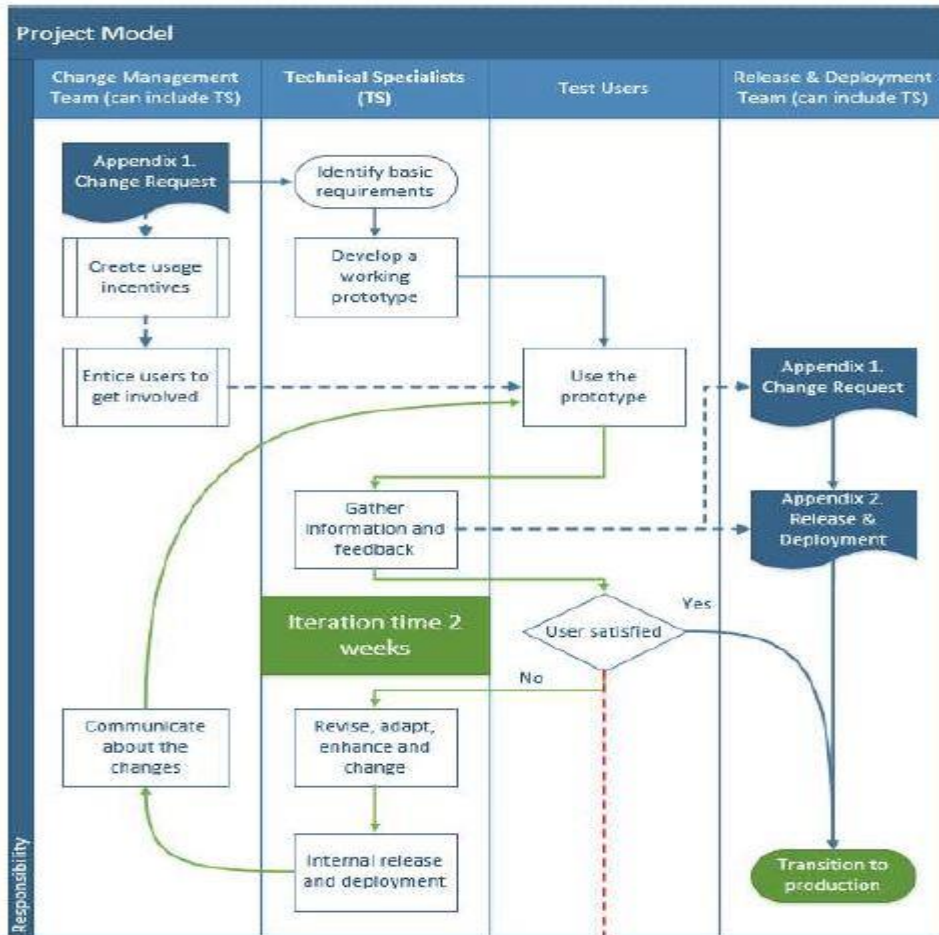 Project Model
Change Management
Team (can include TS)
Technical Specialists
(TS)
Test Users
Release & Deployment
Team (can include TS)
Appendix 1.
Change Request
Identify basic
requirements
Create usage
incentives
Develop a
working
prototype
Entice users to
get involved
Use the
prototype
Appendix 1.
Change Request
Gather
information and
feedback
Appendix 2.
Release &
Deployment
Iteration time 2
weeks
User satisfied
Yes
No
Communicate
about the
changes
Revise, adapt,
enhance and
change
Internal release
and deployment
Transition to
production
Responsibility